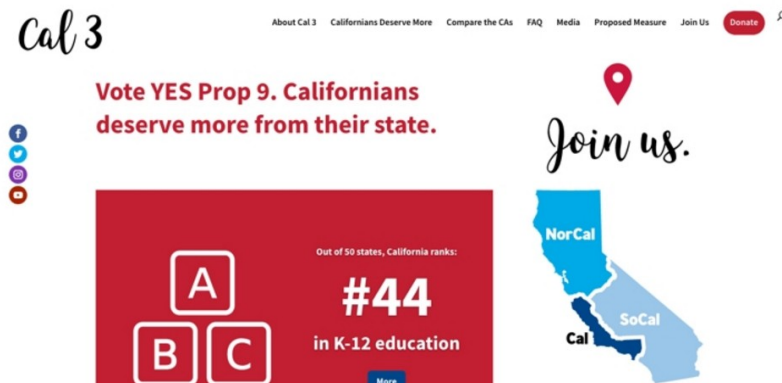 Cal 3
About Cal 3 Californians Deserve More Compare the CAs FAQ Media Proposed Measure Join Us Donate
Vote YES Prop 9. Californians
deserve more from their state.
Join us.
A
B C
Out of 50 states, California ranks:
#44
in K-12 education
More
NorCal
SoCal
Cal